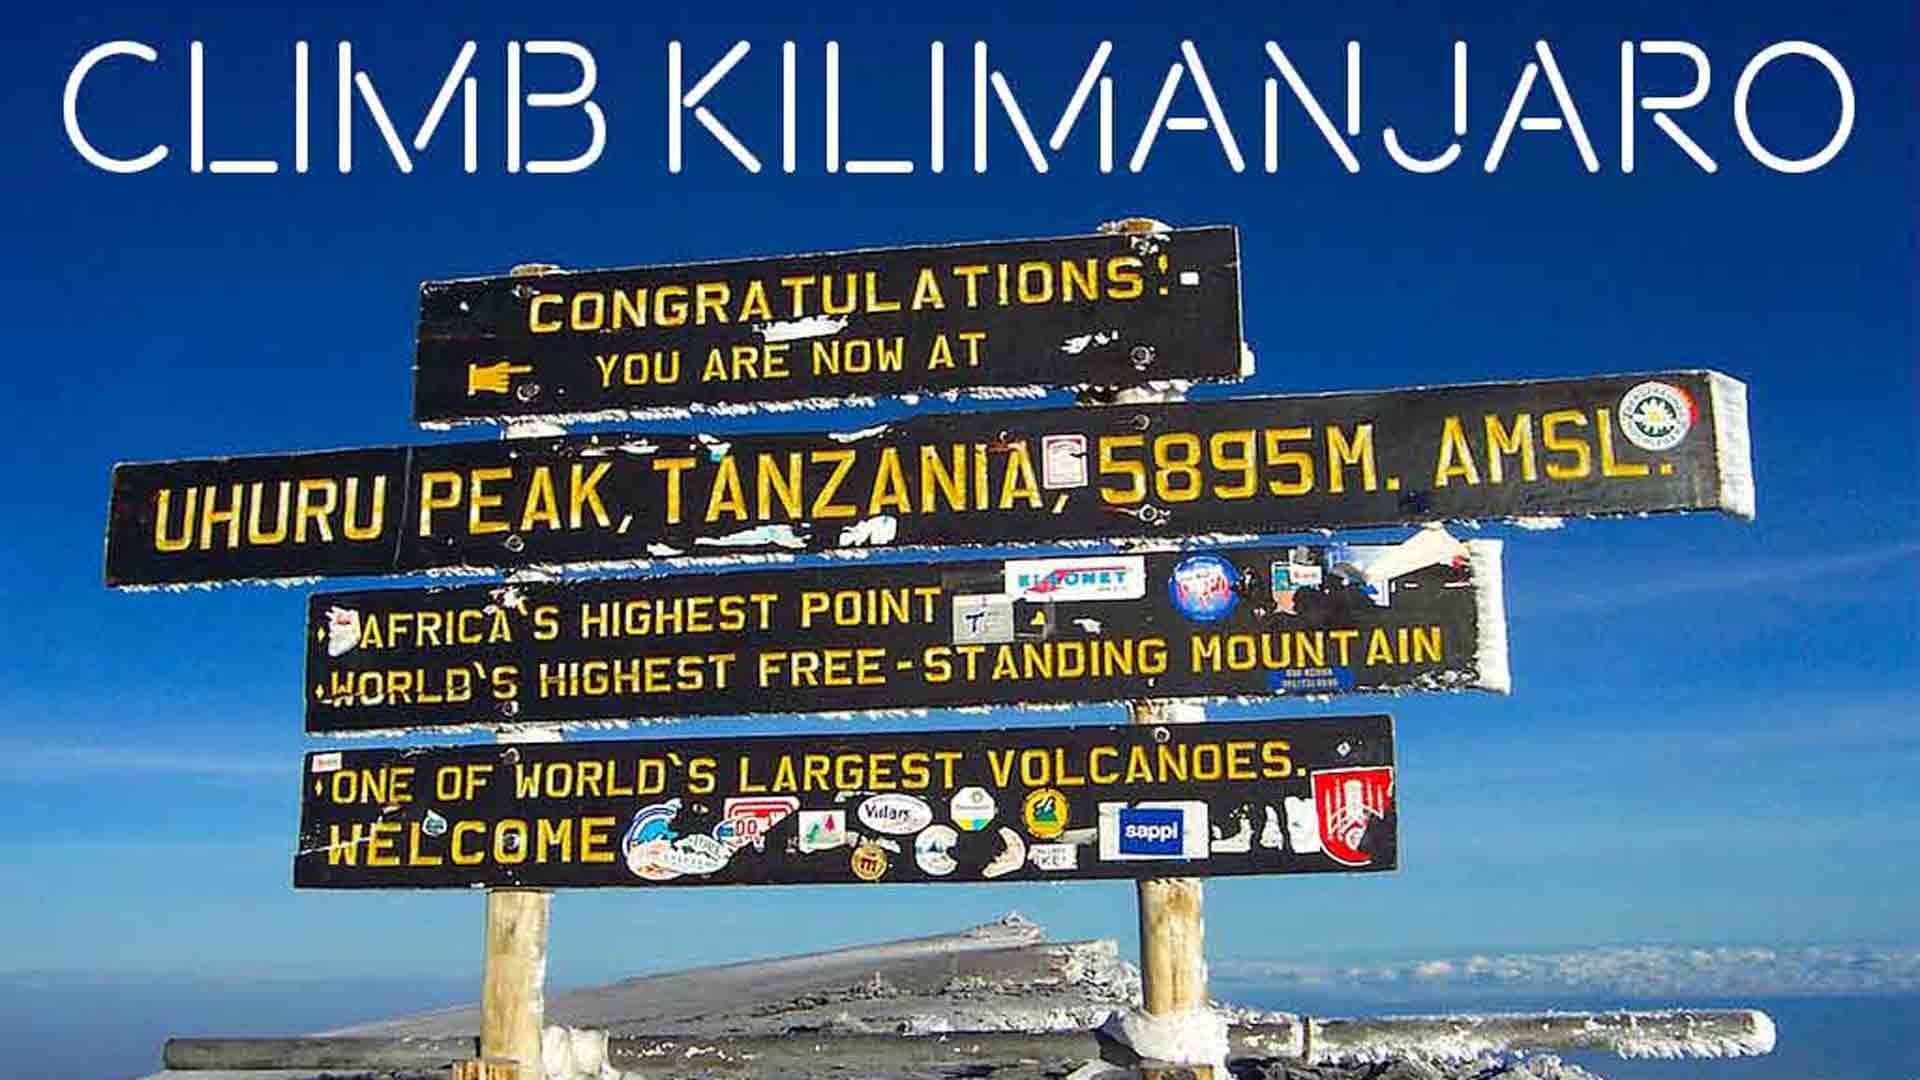 CLIMB KILIMANJARO
CONGRATULATIONS!
YOU ARE NOW AT
UHURU PEAK, TANZANIA, 5895M. AMSL.
AFRICA`S HIGHEST POINT
WORLD`S HIGHEST FREE-STANDING MOUNTAIN
ONE OF WORLD`S LARGEST VOLCANOES.
WELCOME
Villars
sappi